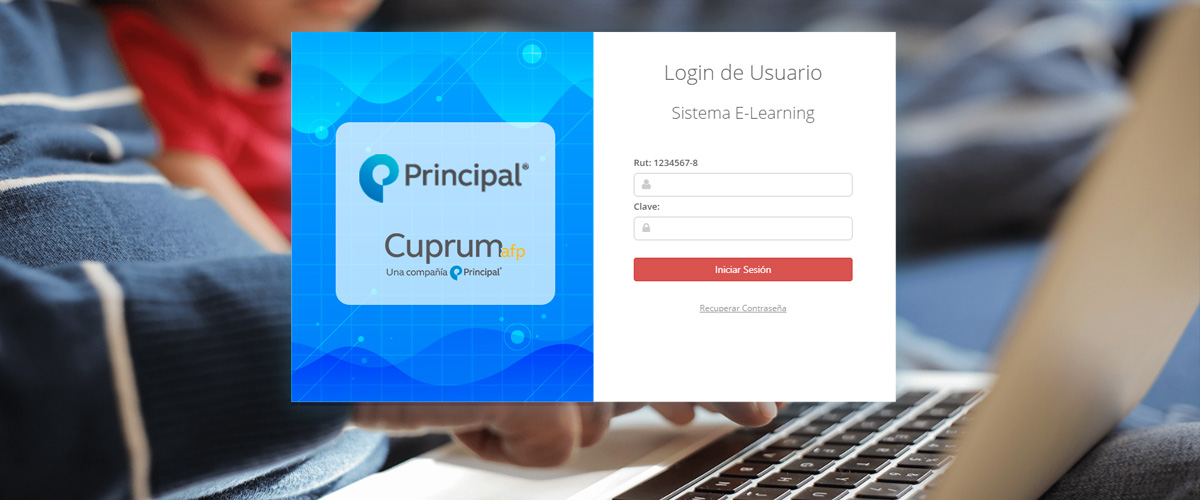 Principal®
Cuprum afp
Una compañía Principal®
Login de Usuario
Sistema E-Learning
Rut: 1234567-8
Clave:
Iniciar Sesión
Recuperar Contraseña